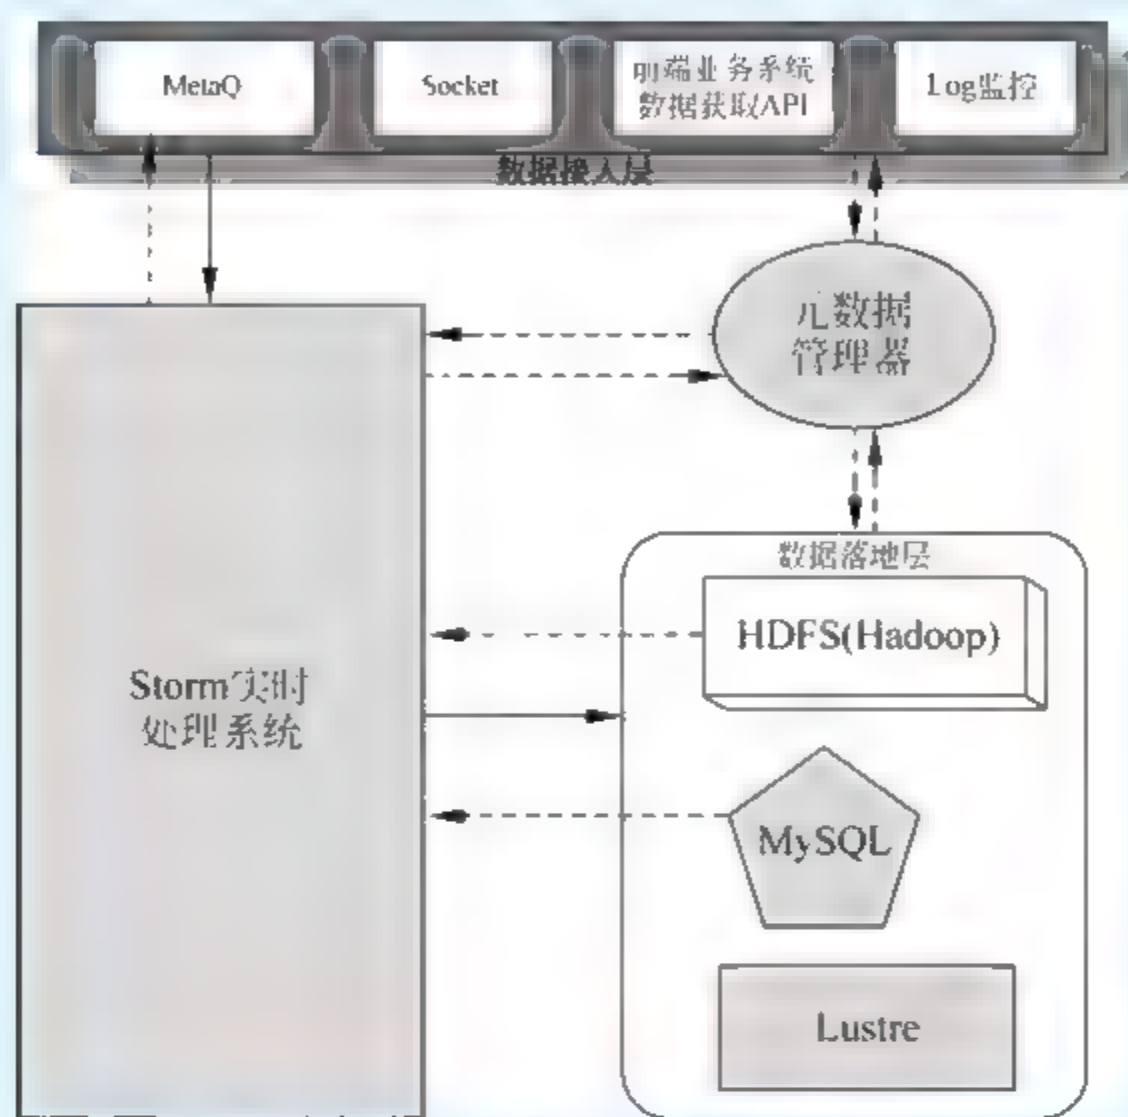 MetaQ
Socket
前端业务系统
数据获取API
Log监控
数据接入层
元数据
管理器
数据落地层
HDFS(Hadoop)
Storm实时
处理系统
MySQL
Lustre